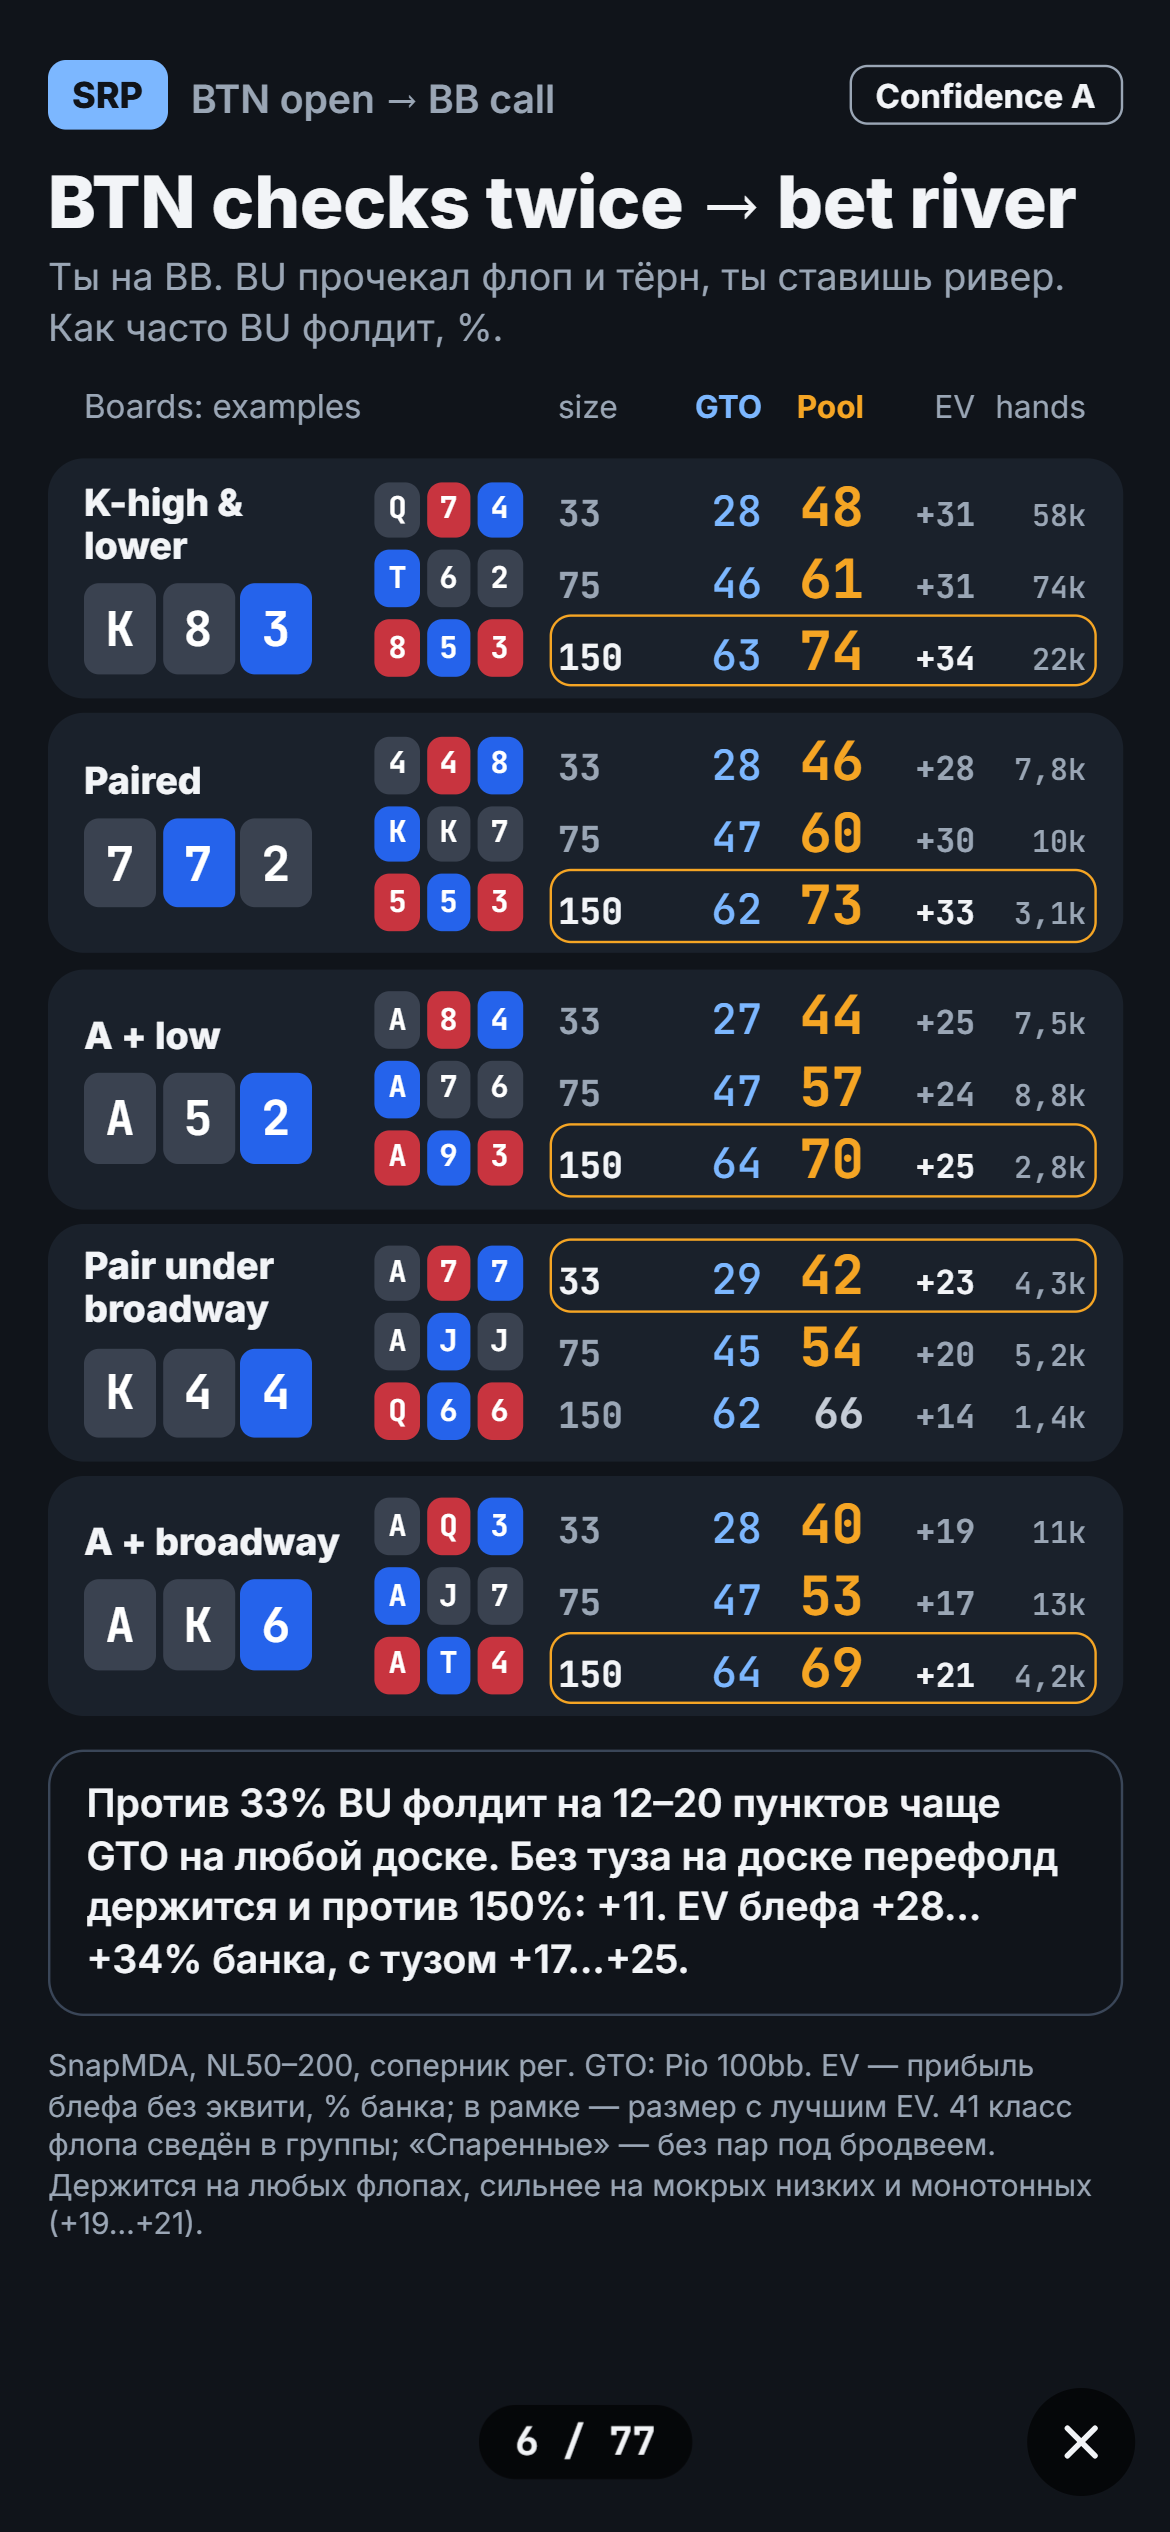 SRP BTN open → BB call Confidence A
BTN checks twice → bet river
Ты на BB. BU прочекал флоп и тёрн, ты ставишь ривер.
Как часто BU фолдит, %.
Boards: examples size GTO Pool EV hands
K-high &
lower
K 8 3
Q 7 4
T 6 2
8 5 3
33 28 48 +31 58k
75 46 61 +31 74k
150 63 74 +34 22k
Paired
7 7 2
4 4 8
K K 7
5 5 3
33 28 46 +28 7,8k
75 47 60 +30 10k
150 62 73 +33 3,1k
A + low
A 5 2
A 8 4
A 7 6
A 9 3
33 27 44 +25 7,5k
75 47 57 +24 8,8k
150 64 70 +25 2,8k
Pair under
broadway
K 4 4
A 7 7
A J J
Q 6 6
33 29 42 +23 4,3k
75 45 54 +20 5,2k
150 62 66 +14 1,4k
A + broadway
A K 6
A Q 3
A J 7
A T 4
33 28 40 +19 11k
75 47 53 +17 13k
150 64 69 +21 4,2k
Против 33% BU фолдит на 12–20 пунктов чаще
GTO на любой доске. Без туза на доске перефолд
держится и против 150%: +11. EV блефа +28…
+34% банка, с тузом +17…+25.
SnapMDA, NL50–200, соперник рег. GTO: Pio 100bb. EV — прибыль
блефа без эквити, % банка; в рамке — размер с лучшим EV. 41 класс
флопа сведён в группы; «Спаренные» — без пар под бродвеем.
Держится на любых флопах, сильнее на мокрых низких и монотонных
(+19…+21).
6 / 77